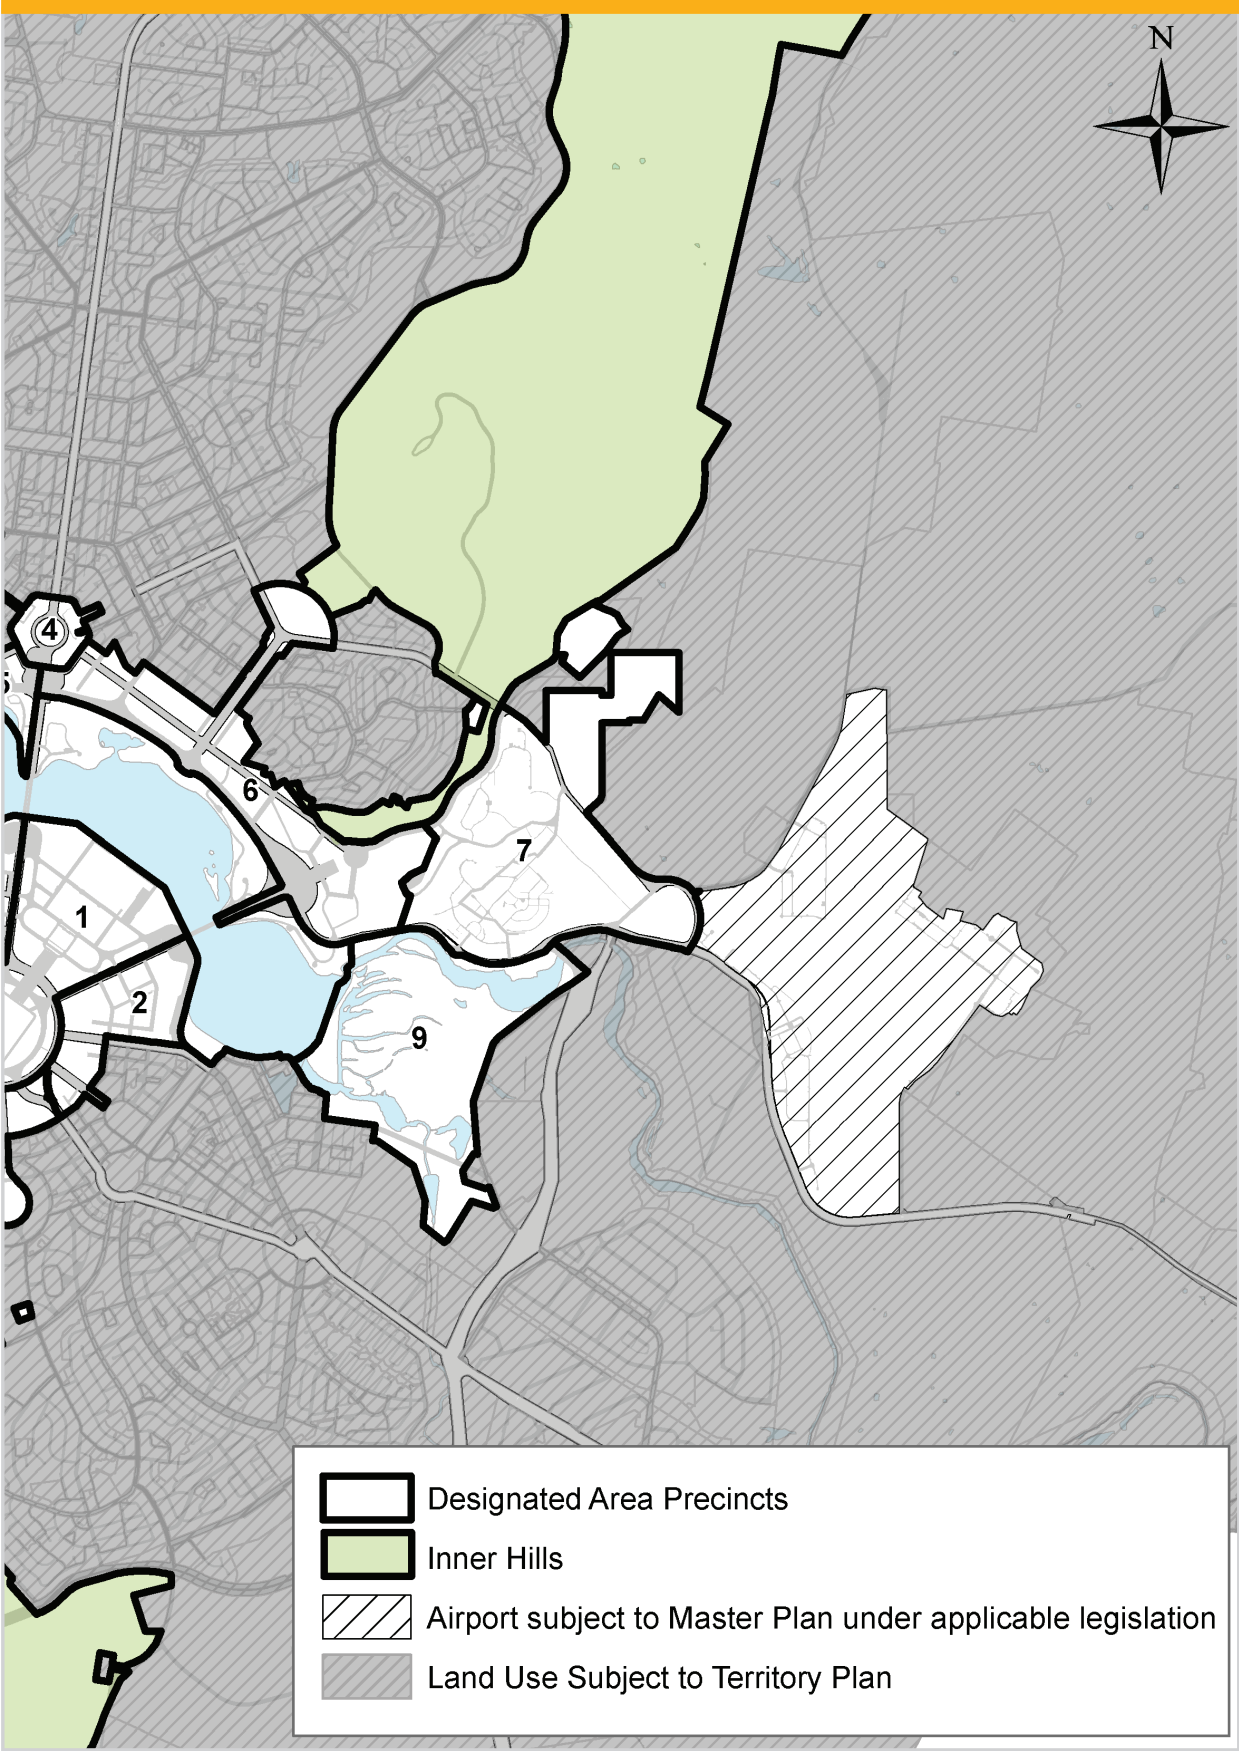 N
4
5
6
7
1
2
9
Designated Area Precincts
Inner Hills
Airport subject to Master Plan under applicable legislation
Land Use Subject to Territory Plan